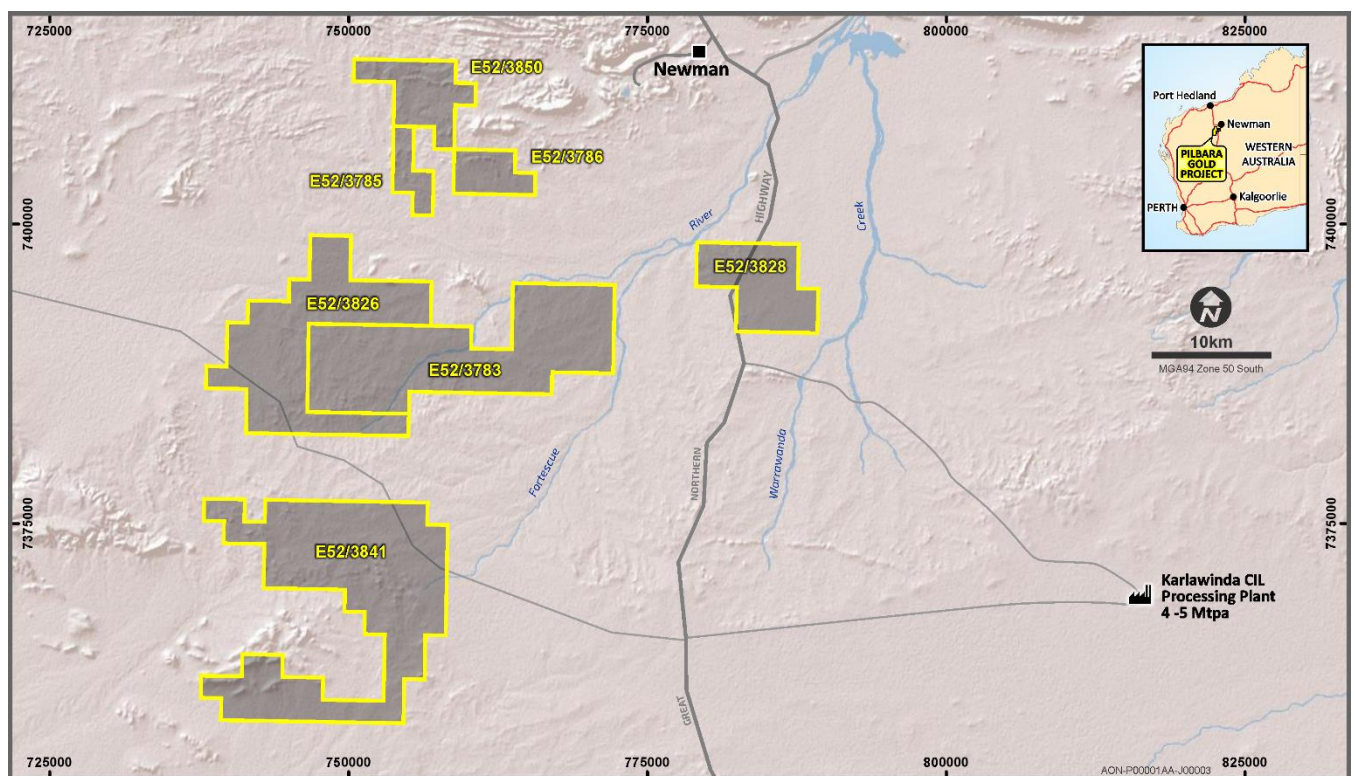 725000
750000
775000
800000
825000
E52/3850
Newman
E52/3786
E52/3785
7400000
7400000
River
HIGHWAY
Creek
E52/3828
E52/3826
E52/3783
Port Hedland
Newman
PILBARA
GOLD
PROJECT
WESTERN
AUSTRALIA
Kalgoorlie
PERTH
N
10km
MGA94 Zone 50 South
Fortescue
NORTHERN
Warrawanda
7375000
7375000
E52/3841
Karlawinda CIL
Processing Plant
4 -5 Mtpa
GREAT
725000
750000
775000
800000
825000
AON-P00001AA-J00003